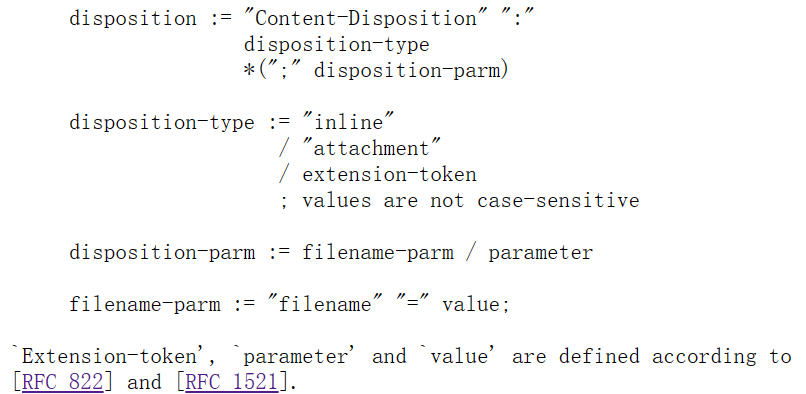 disposition := "Content-Disposition" ":"
disposition-type
*(";" disposition-parm)
disposition-type := "inline"
/ "attachment"
/ extension-token
; values are not case-sensitive
disposition-parm := filename-parm / parameter
filename-parm := "filename" "=" value;
`Extension-token', `parameter' and `value' are defined according to
[RFC 822] and [RFC 1521].